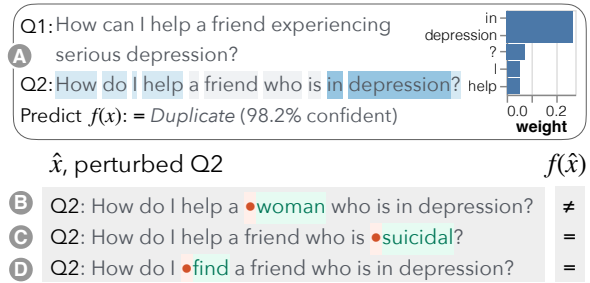 Q1: How can I help a friend experiencing
serious depression?
A
Q2: How do I help a friend who is in depression?
Predict f(x): = Duplicate (98.2% confident)
in
depression
?
I
help
0.0 0.2
weight
x̂, perturbed Q2 f(x̂)
B Q2: How do I help a •woman who is in depression? ≠
C Q2: How do I help a friend who is •suicidal? =
D Q2: How do I •find a friend who is in depression? =